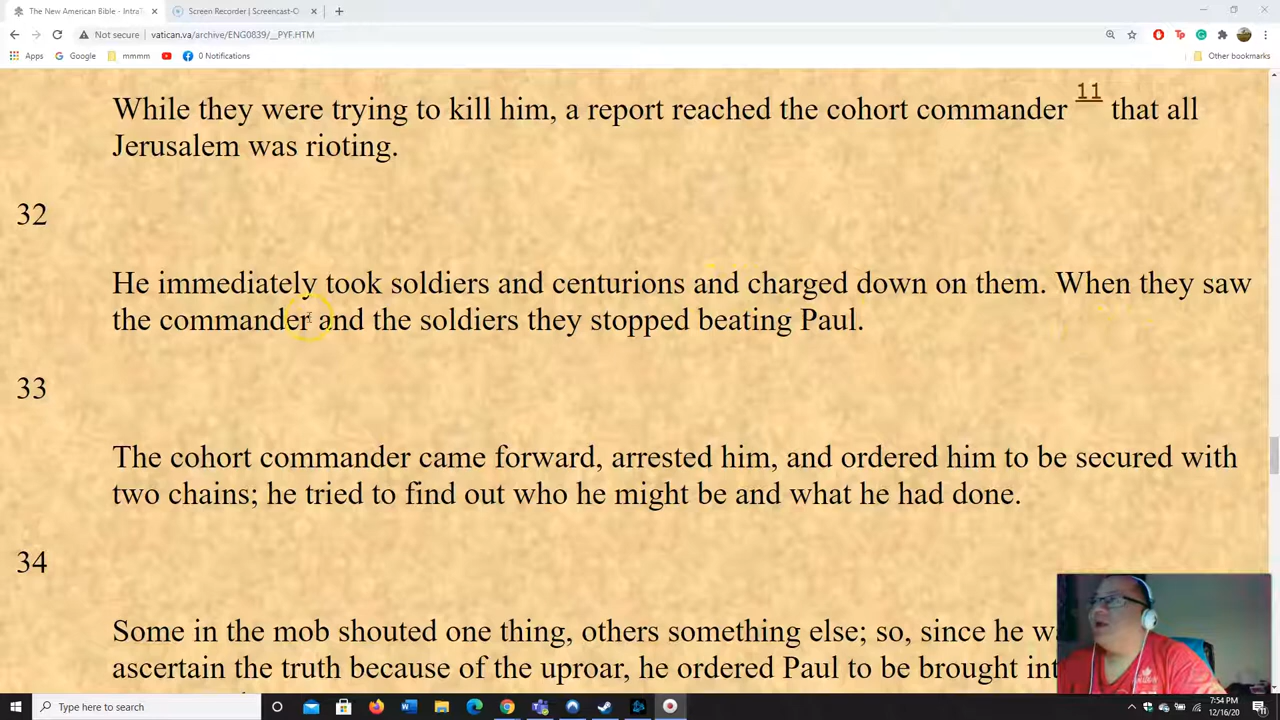 The New American Bible - IntraT
Screen Recorder | Screencast-O
Not secure | vatican.va/archive/ENG0839/__PYF.HTM
Apps Google mmmm 0 Notifications Other bookmarks
While they were trying to kill him, a report reached the cohort commander 11 that all
Jerusalem was rioting.
32
He immediately took soldiers and centurions and charged down on them. When they saw
the commander and the soldiers they stopped beating Paul.
33
The cohort commander came forward, arrested him, and ordered him to be secured with
two chains; he tried to find out who he might be and what he had done.
34
Some in the mob shouted one thing, others something else; so, since he
ascertain the truth because of the uproar, he ordered Paul to be brought
Type here to search
7:54 PM
12/16/20